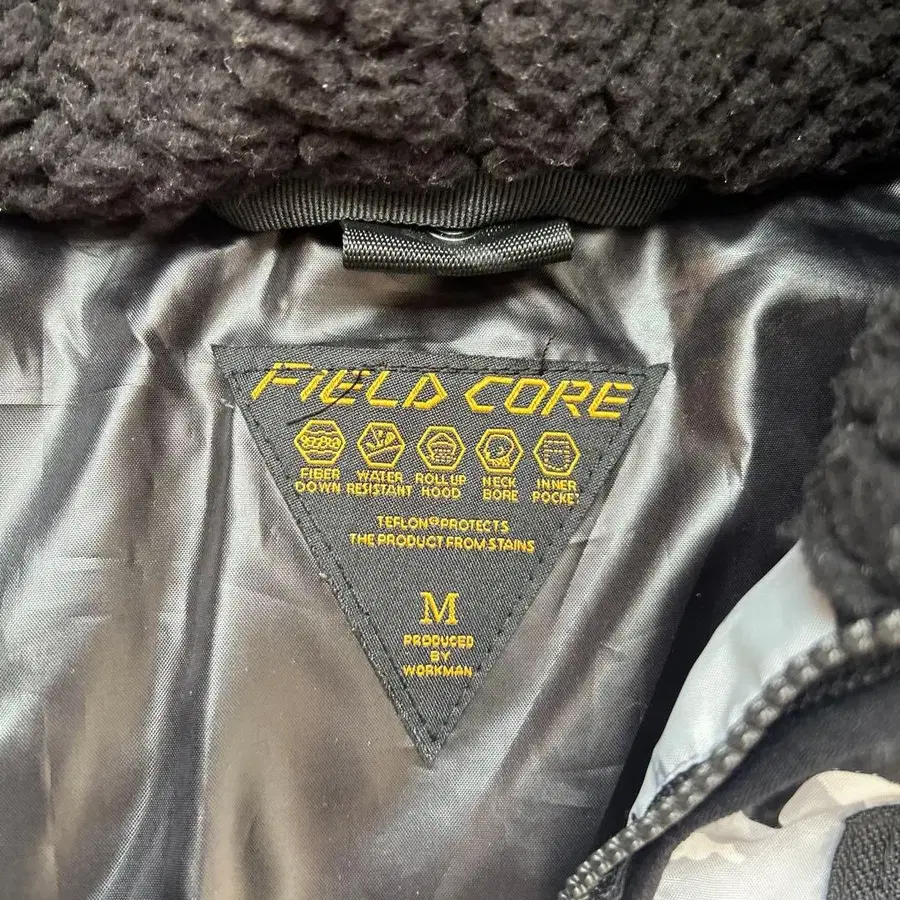 FIELD CORE
FIBER DOWN
WATER RESISTANT
ROLL UP HOOD
NECK BORE
INNER POCKET
TEFLON® PROTECTS
THE PRODUCT FROM STAINS
M
PRODUCED
BY
WORKMAN